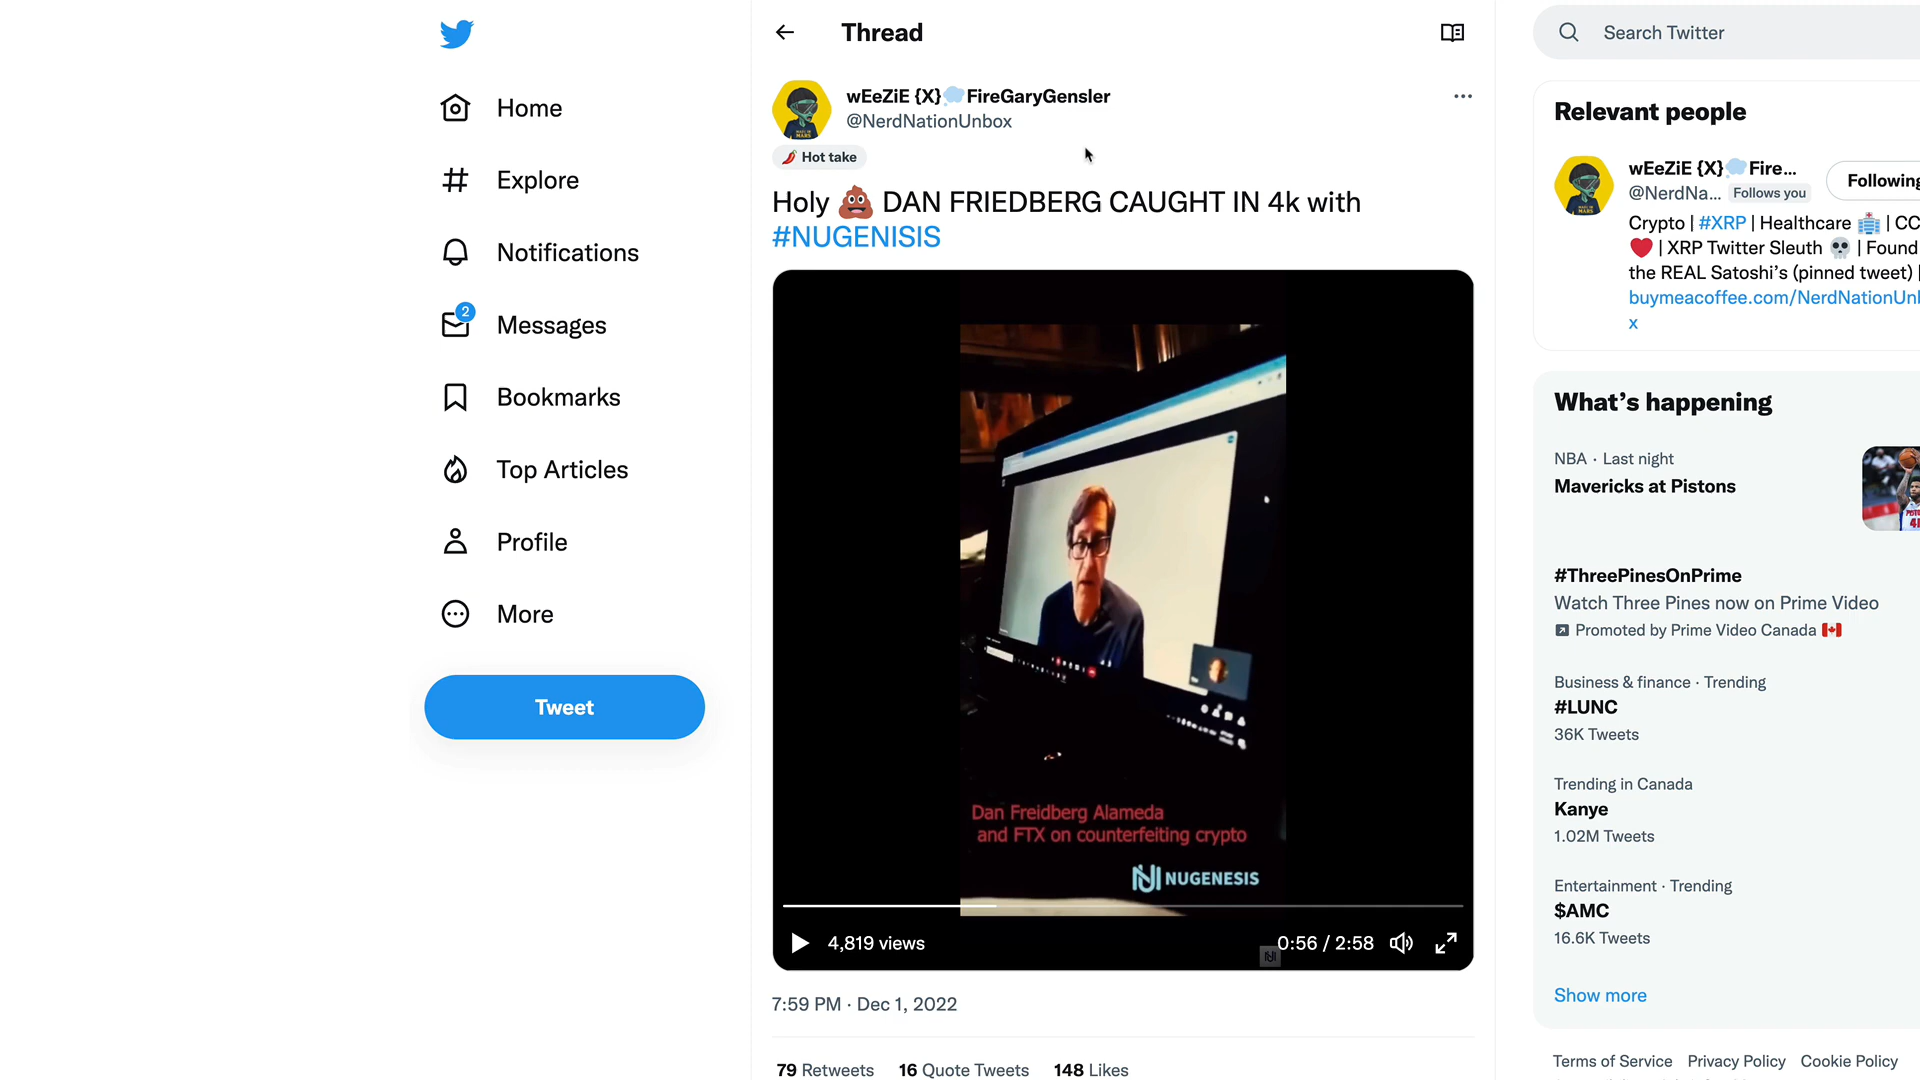 Thread
Search Twitter
Home
Explore
Notifications
2
Messages
Bookmarks
Top Articles
Profile
More
Tweet
wEeZiE {X}💭FireGaryGensler
@NerdNationUnbox
🌶️ Hot take
Holy 💩 DAN FRIEDBERG CAUGHT IN 4k with
#NUGENISIS
Dan Freidberg Alameda
and FTX on counterfeiting crypto
NUGENESIS
4,819 views
0:56 / 2:58
7:59 PM · Dec 1, 2022
79 Retweets 16 Quote Tweets 148 Likes
Relevant people
wEeZiE {X}💭Fire...
@NerdNa... Follows you
Following
Crypto | #XRP | Healthcare 🏥 | CC
❤️ | XRP Twitter Sleuth 💀 | Found
the REAL Satoshi's (pinned tweet) |
buymeacoffee.com/NerdNationUnb
x
What's happening
NBA · Last night
Mavericks at Pistons
#ThreePinesOnPrime
Watch Three Pines now on Prime Video
Promoted by Prime Video Canada 🇨🇦
Business & finance · Trending
#LUNC
36K Tweets
Trending in Canada
Kanye
1.02M Tweets
Entertainment · Trending
$AMC
16.6K Tweets
Show more
Terms of Service Privacy Policy Cookie Policy